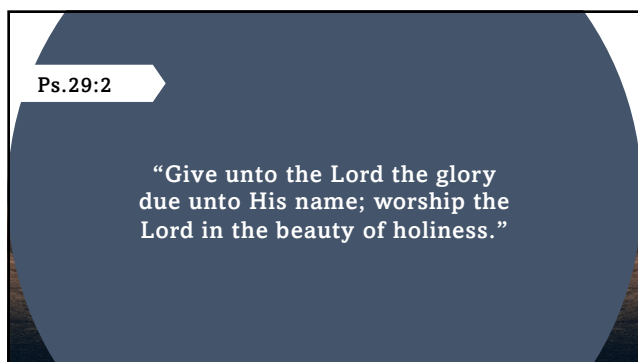 Ps.29:2
“Give unto the Lord the glory
due unto His name; worship the
Lord in the beauty of holiness.”